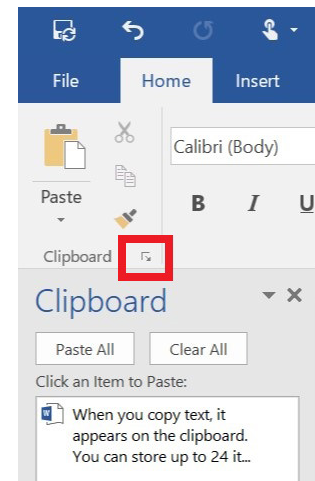 File Home Insert
Calibri (Body)
Paste
B I U
Clipboard
Clipboard
Paste All Clear All
Click an Item to Paste:
When you copy text, it
appears on the clipboard.
You can store up to 24 it...